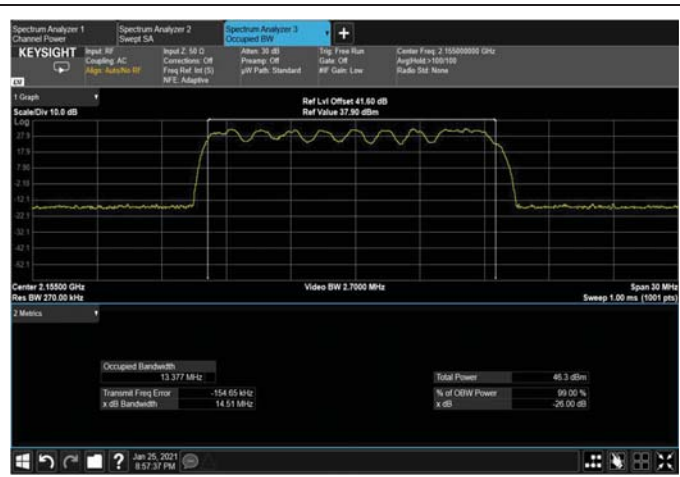 Spectrum Analyzer 1
Channel Power
Spectrum Analyzer 2
Swept SA
Spectrum Analyzer 3
Occupied BW
KEYSIGHT
Input: RF
Coupling: AC
Align: Auto/No RF
Input Z: 50 Ω
Corrections: Off
Freq Ref: Int (S)
NFE: Adaptive
Atten: 30 dB
Preamp: Off
µW Path: Standard
Trig: Free Run
Gate: Off
#IF Gain: Low
Center Freq: 2.155000000 GHz
Avg|Hold:>100/100
Radio Std: None
1 Graph
Scale/Div 10.0 dB
Ref Lvl Offset 41.60 dB
Ref Value 37.90 dBm
Log
27.9
17.9
7.90
-2.10
-12.1
-22.1
-32.1
-42.1
-52.1
Center 2.15500 GHz
Video BW 2.7000 MHz
Span 30 MHz
Res BW 270.00 kHz
Sweep 1.00 ms (1001 pts)
2 Metrics
Occupied Bandwidth
13.377 MHz
Total Power 46.3 dBm
Transmit Freq Error -154.65 kHz
% of OBW Power 99.00 %
x dB Bandwidth 14.51 MHz
x dB -26.00 dB
Jan 25, 2021
8:57:37 PM